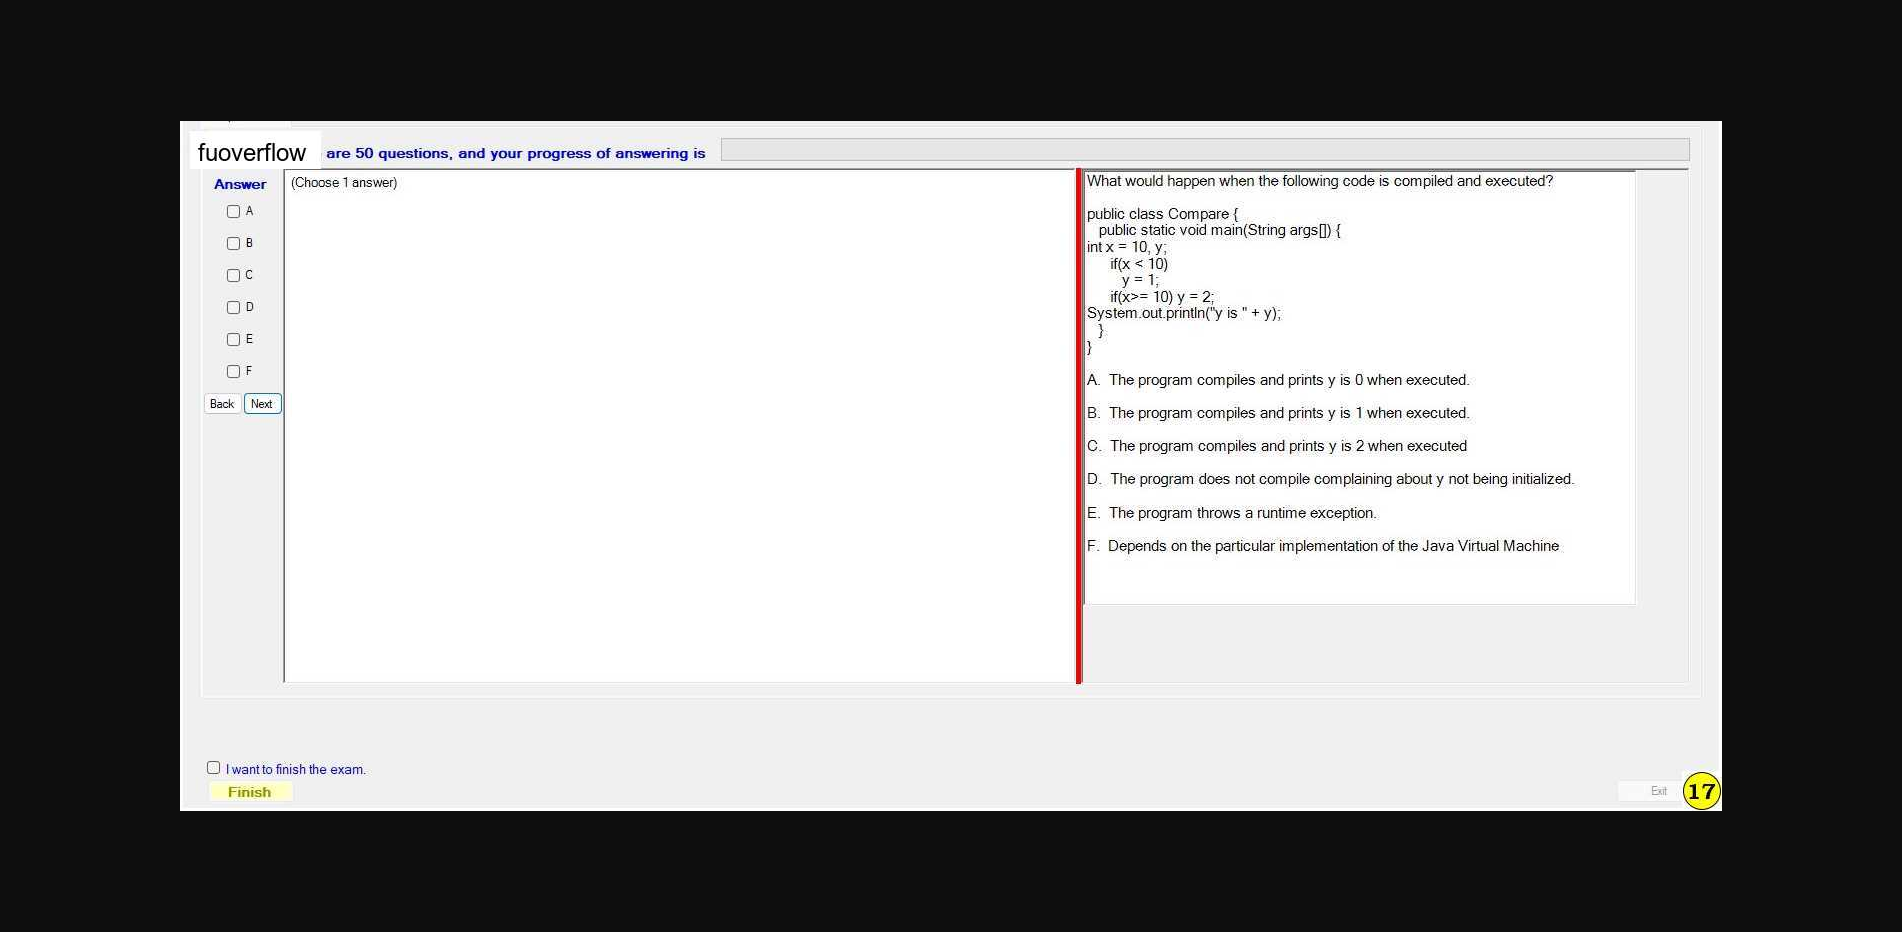 fuoverflow are 50 questions, and your progress of answering is
Answer
A
B
C
D
E
F
Back Next
(Choose 1 answer)
What would happen when the following code is compiled and executed?
public class Compare {
public static void main(String args[]) {
int x = 10, y;
if(x < 10)
y = 1;
if(x>= 10) y = 2;
System.out.println("y is " + y);
}
}
A. The program compiles and prints y is 0 when executed.
B. The program compiles and prints y is 1 when executed.
C. The program compiles and prints y is 2 when executed
D. The program does not compile complaining about y not being initialized.
E. The program throws a runtime exception.
F. Depends on the particular implementation of the Java Virtual Machine
I want to finish the exam.
Finish
Exit
17